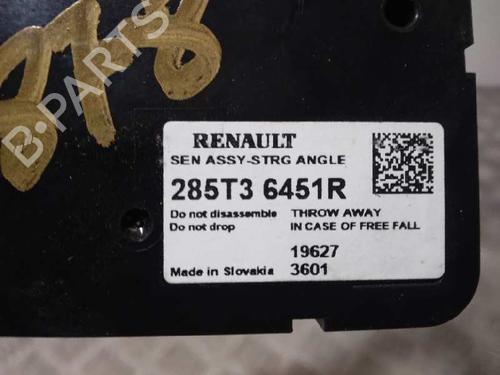 B-PARTS
RENAULT
SEN ASSY-STRG ANGLE
285T3 6451R
Do not disassemble THROW AWAY
Do not drop IN CASE OF FREE FALL
19627
Made in Slovakia 3601